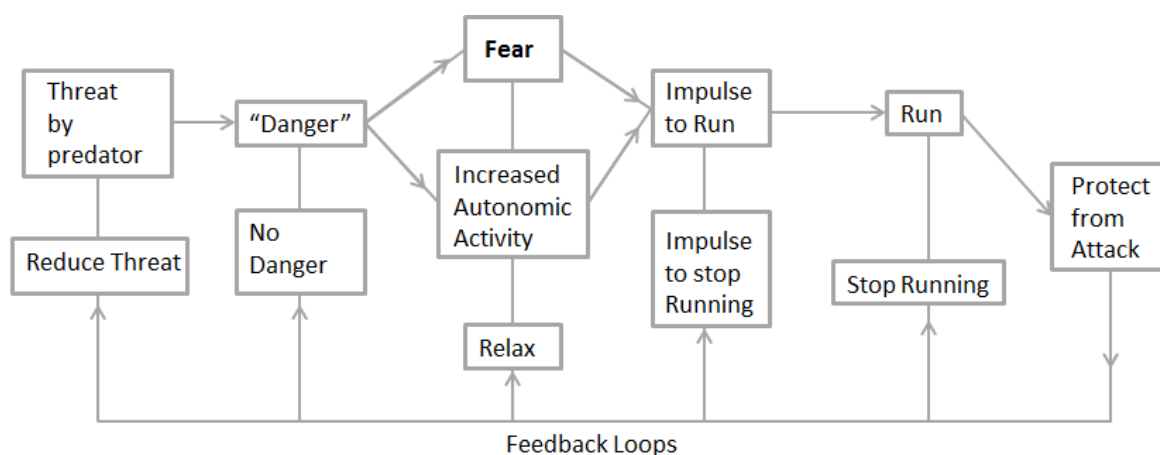 Fear
Threat
by
predator
“Danger”
Increased
Autonomic
Activity
Impulse
to Run
Run
Protect
from
Attack
Reduce Threat
No
Danger
Relax
Impulse
to stop
Running
Stop Running
Feedback Loops